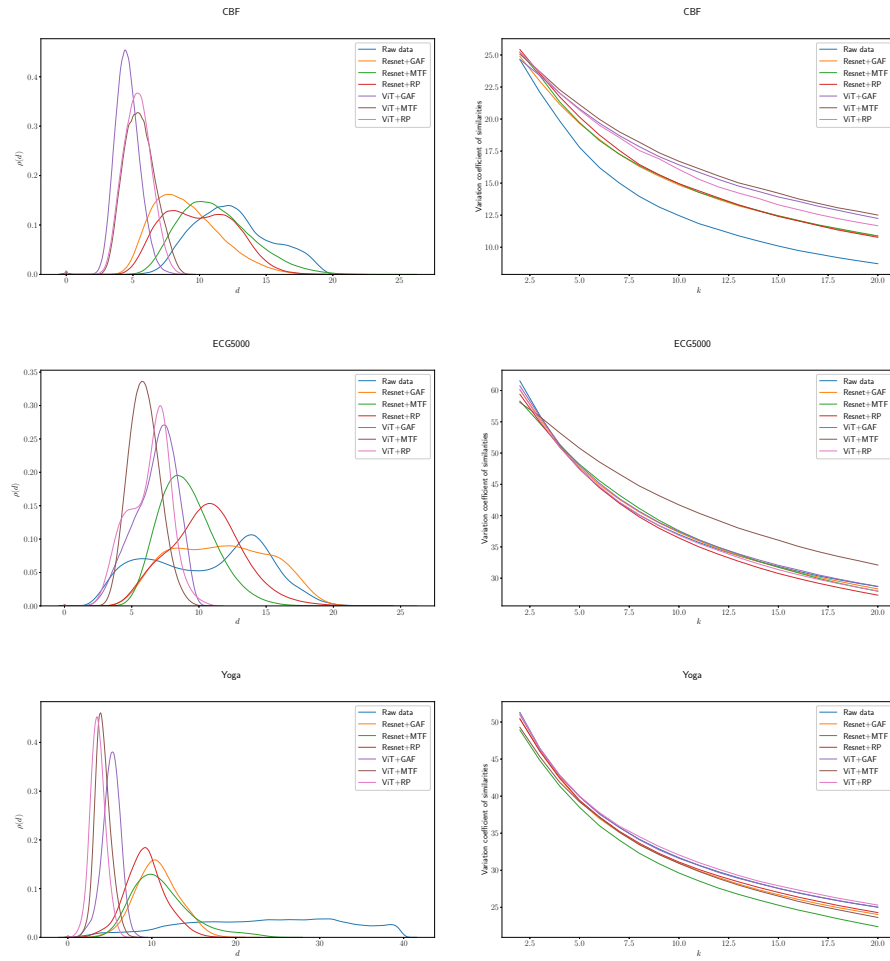 CBF
Raw data
Resnet+GAF
Resnet+MTF
Resnet+RP
ViT+GAF
ViT+MTF
ViT+RP
ρ(d)
0.4
0.3
0.2
0.1
0.0
0 5 10 15 20 25
d
CBF
Raw data
Resnet+GAF
Resnet+MTF
Resnet+RP
ViT+GAF
ViT+MTF
ViT+RP
Variation coefficient of similarities
25.0
22.5
20.0
17.5
15.0
12.5
10.0
2.5 5.0 7.5 10.0 12.5 15.0 17.5 20.0
k
ECG5000
Raw data
Resnet+GAF
Resnet+MTF
Resnet+RP
ViT+GAF
ViT+MTF
ViT+RP
ρ(d)
0.35
0.30
0.25
0.20
0.15
0.10
0.05
0.00
0 5 10 15 20 25
d
ECG5000
Raw data
Resnet+GAF
Resnet+MTF
Resnet+RP
ViT+GAF
ViT+MTF
ViT+RP
Variation coefficient of similarities
60
55
50
45
40
35
30
2.5 5.0 7.5 10.0 12.5 15.0 17.5 20.0
k
Yoga
Raw data
Resnet+GAF
Resnet+MTF
Resnet+RP
ViT+GAF
ViT+MTF
ViT+RP
ρ(d)
0.4
0.3
0.2
0.1
0.0
0 10 20 30 40
d
Yoga
Raw data
Resnet+GAF
Resnet+MTF
Resnet+RP
ViT+GAF
ViT+MTF
ViT+RP
Variation coefficient of similarities
50
45
40
35
30
25
2.5 5.0 7.5 10.0 12.5 15.0 17.5 20.0
k